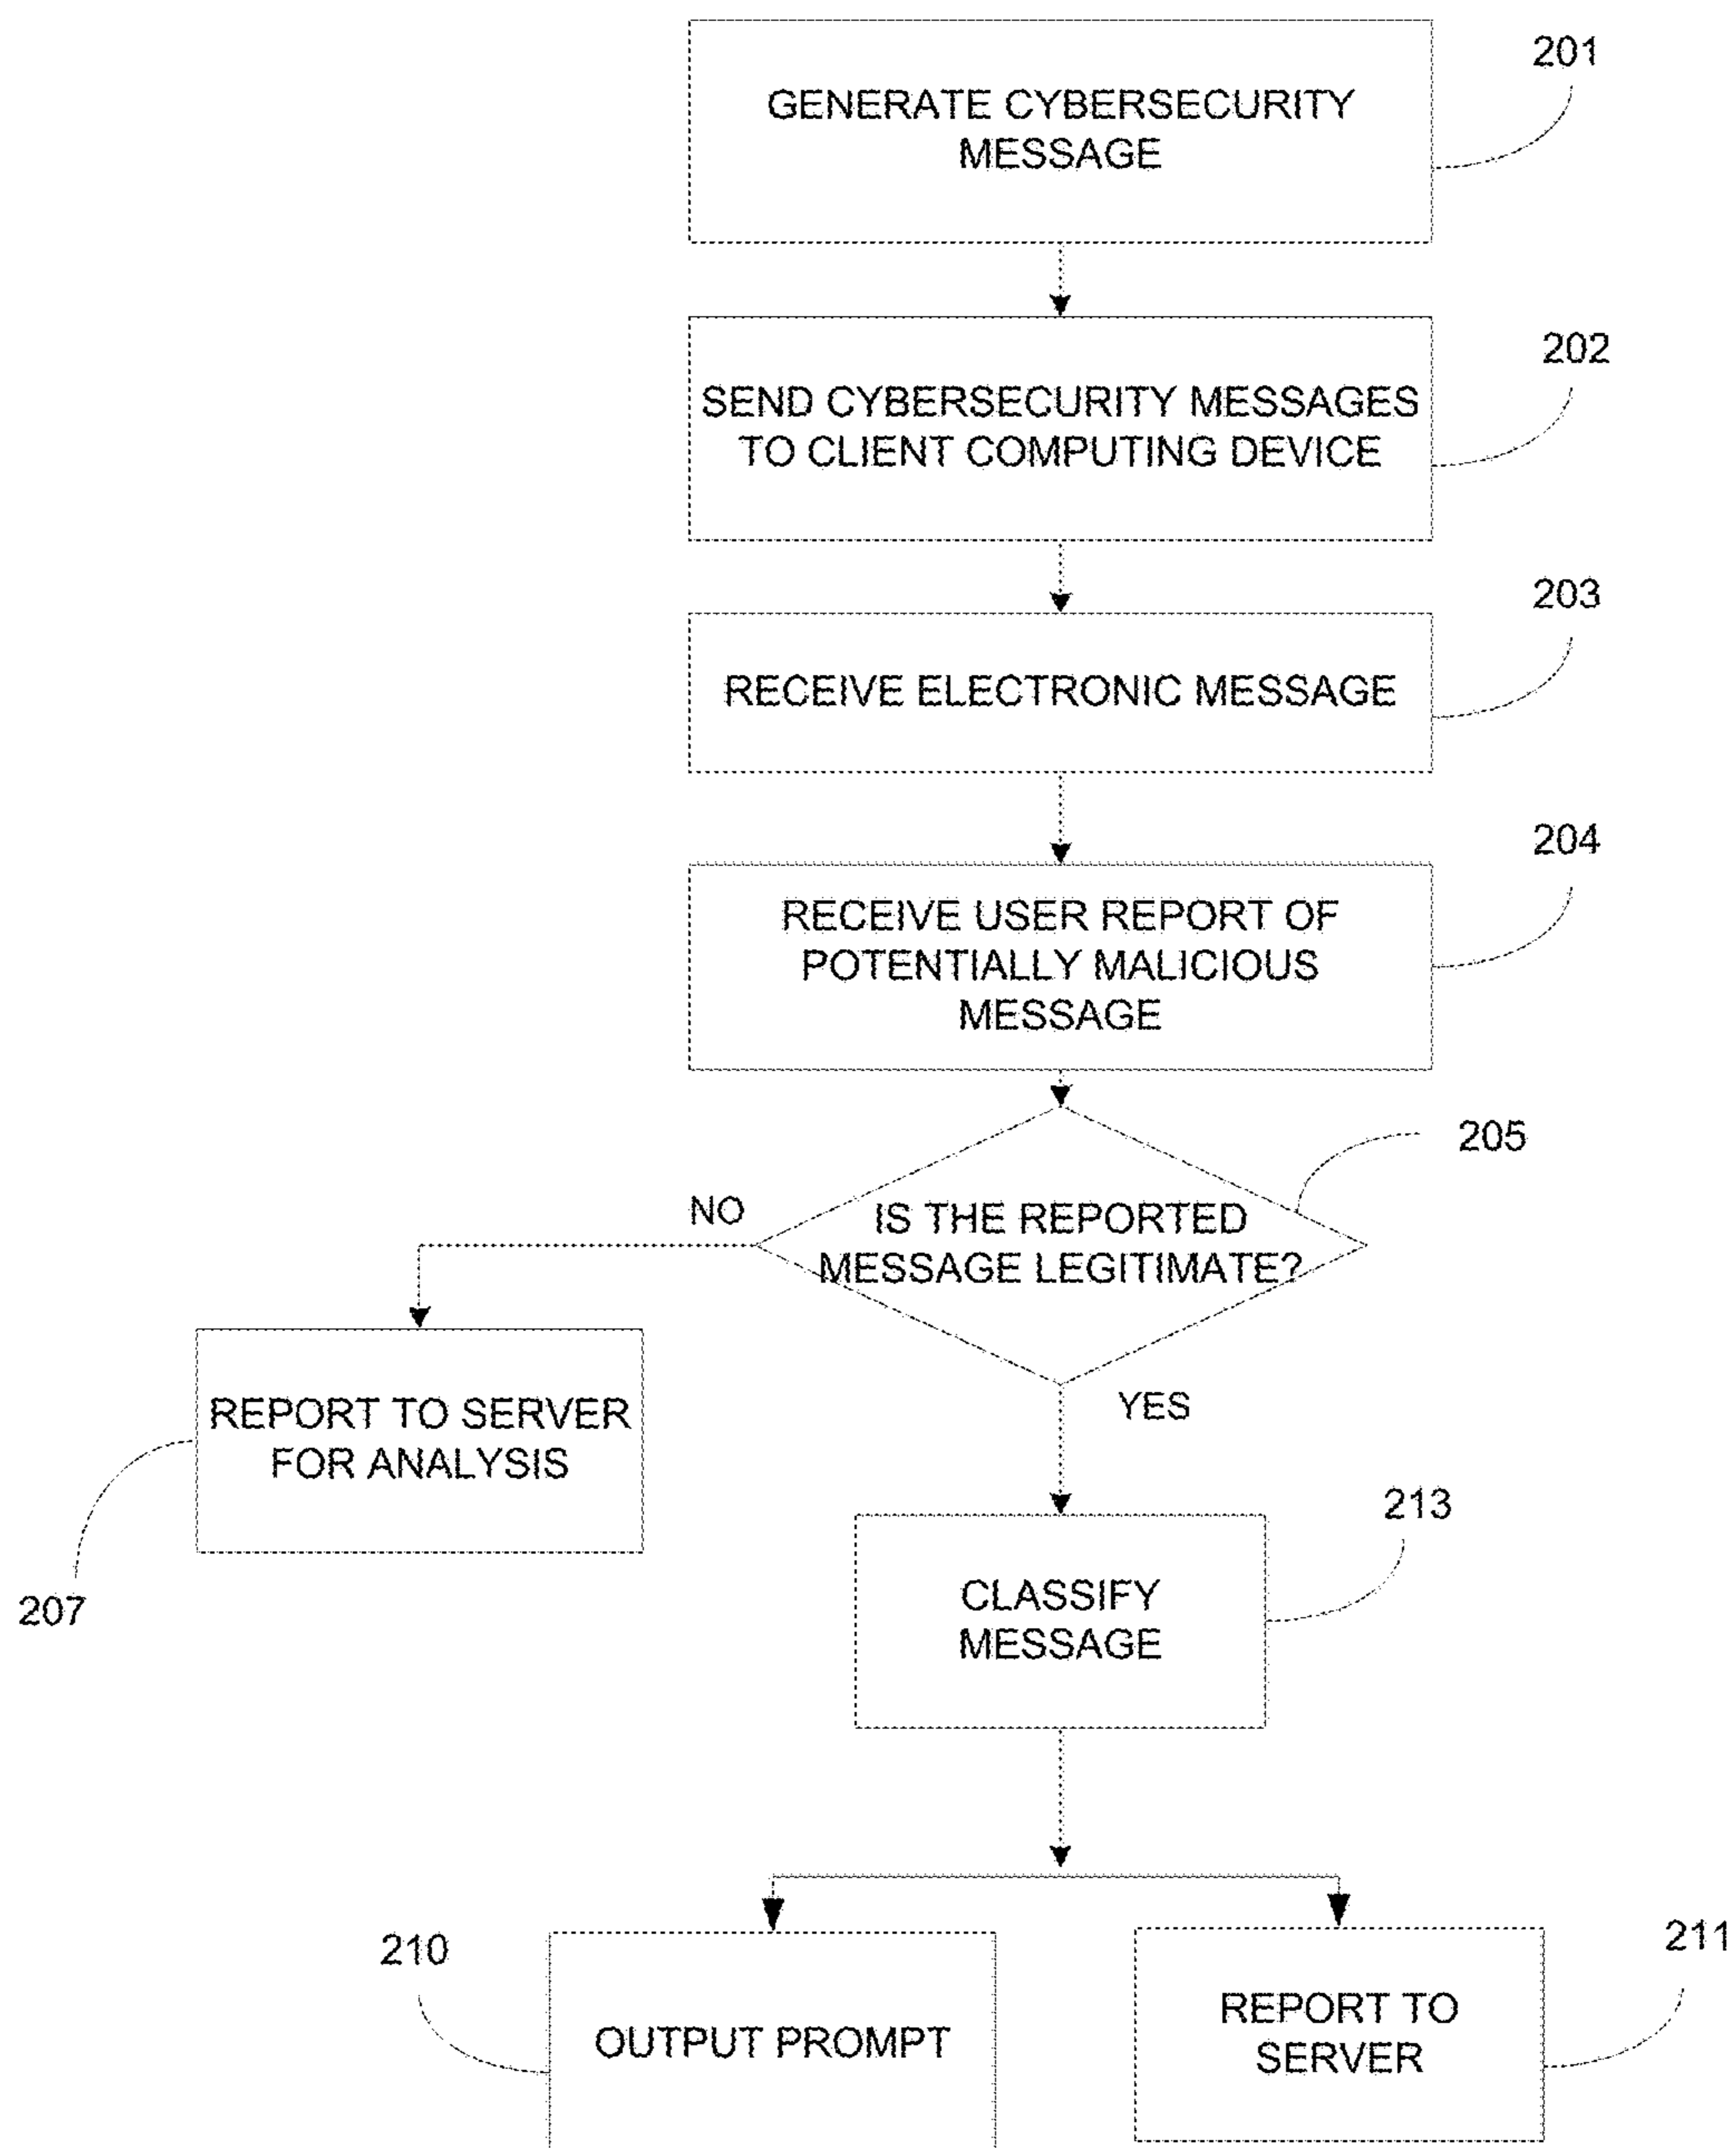 201
GENERATE CYBERSECURITY
MESSAGE
202
SEND CYBERSECURITY MESSAGES
TO CLIENT COMPUTING DEVICE
203
RECEIVE ELECTRONIC MESSAGE
204
RECEIVE USER REPORT OF
POTENTIALLY MALICIOUS
MESSAGE
205
NO
IS THE REPORTED
MESSAGE LEGITIMATE?
YES
REPORT TO SERVER
FOR ANALYSIS
207
213
CLASSIFY
MESSAGE
210
OUTPUT PROMPT
211
REPORT TO
SERVER